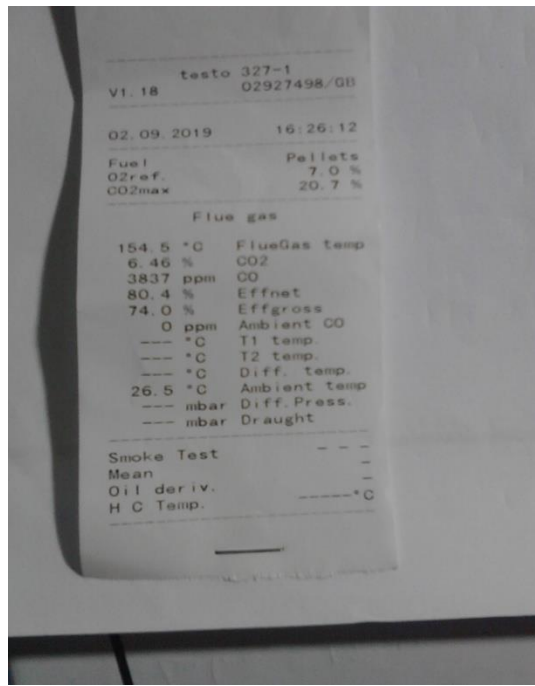 testo 327-1
V1.18 02927498/GB
02.09.2019 16:26:12
Fuel Pellets
O2ref. 7.0 %
CO2max 20.7 %
Flue gas
154.5 °C FlueGas temp
6.46 % CO2
3837 ppm CO
80.4 % Effnet
74.0 % Effgross
0 ppm Ambient CO
--- °C T1 temp.
--- °C T2 temp.
--- °C Diff. temp.
26.5 °C Ambient temp
--- mbar Diff.Press.
--- mbar Draught
Smoke Test - - -
Mean -
Oil deriv. -
H C Temp. -----°C